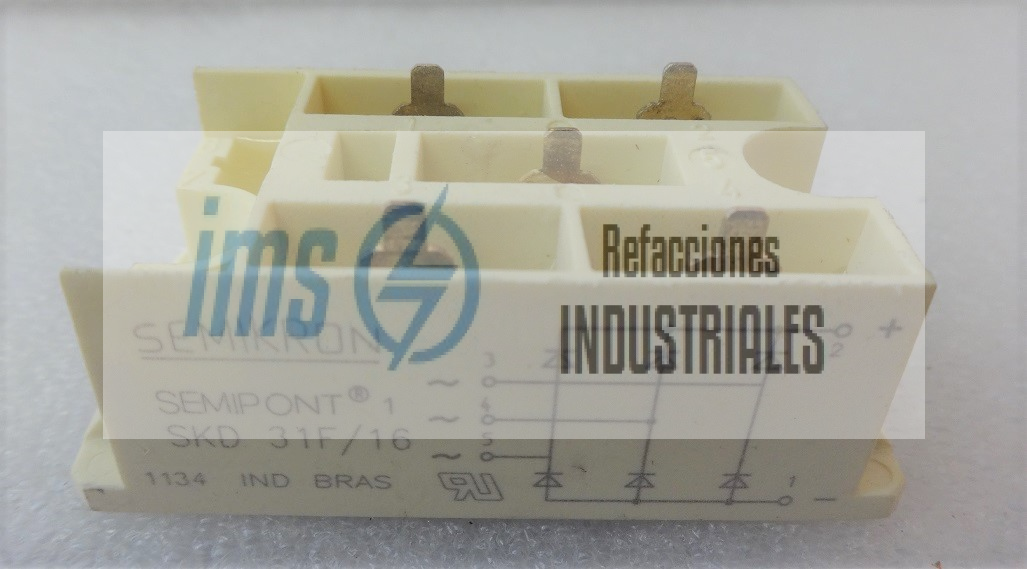 ims
Refacciones
INDUSTRIALES
SEMIKRON
SEMIPONT® 1
SKD 31F/16
1134 IND BRAS
3
~
4
~
5
~
2
+
1
−